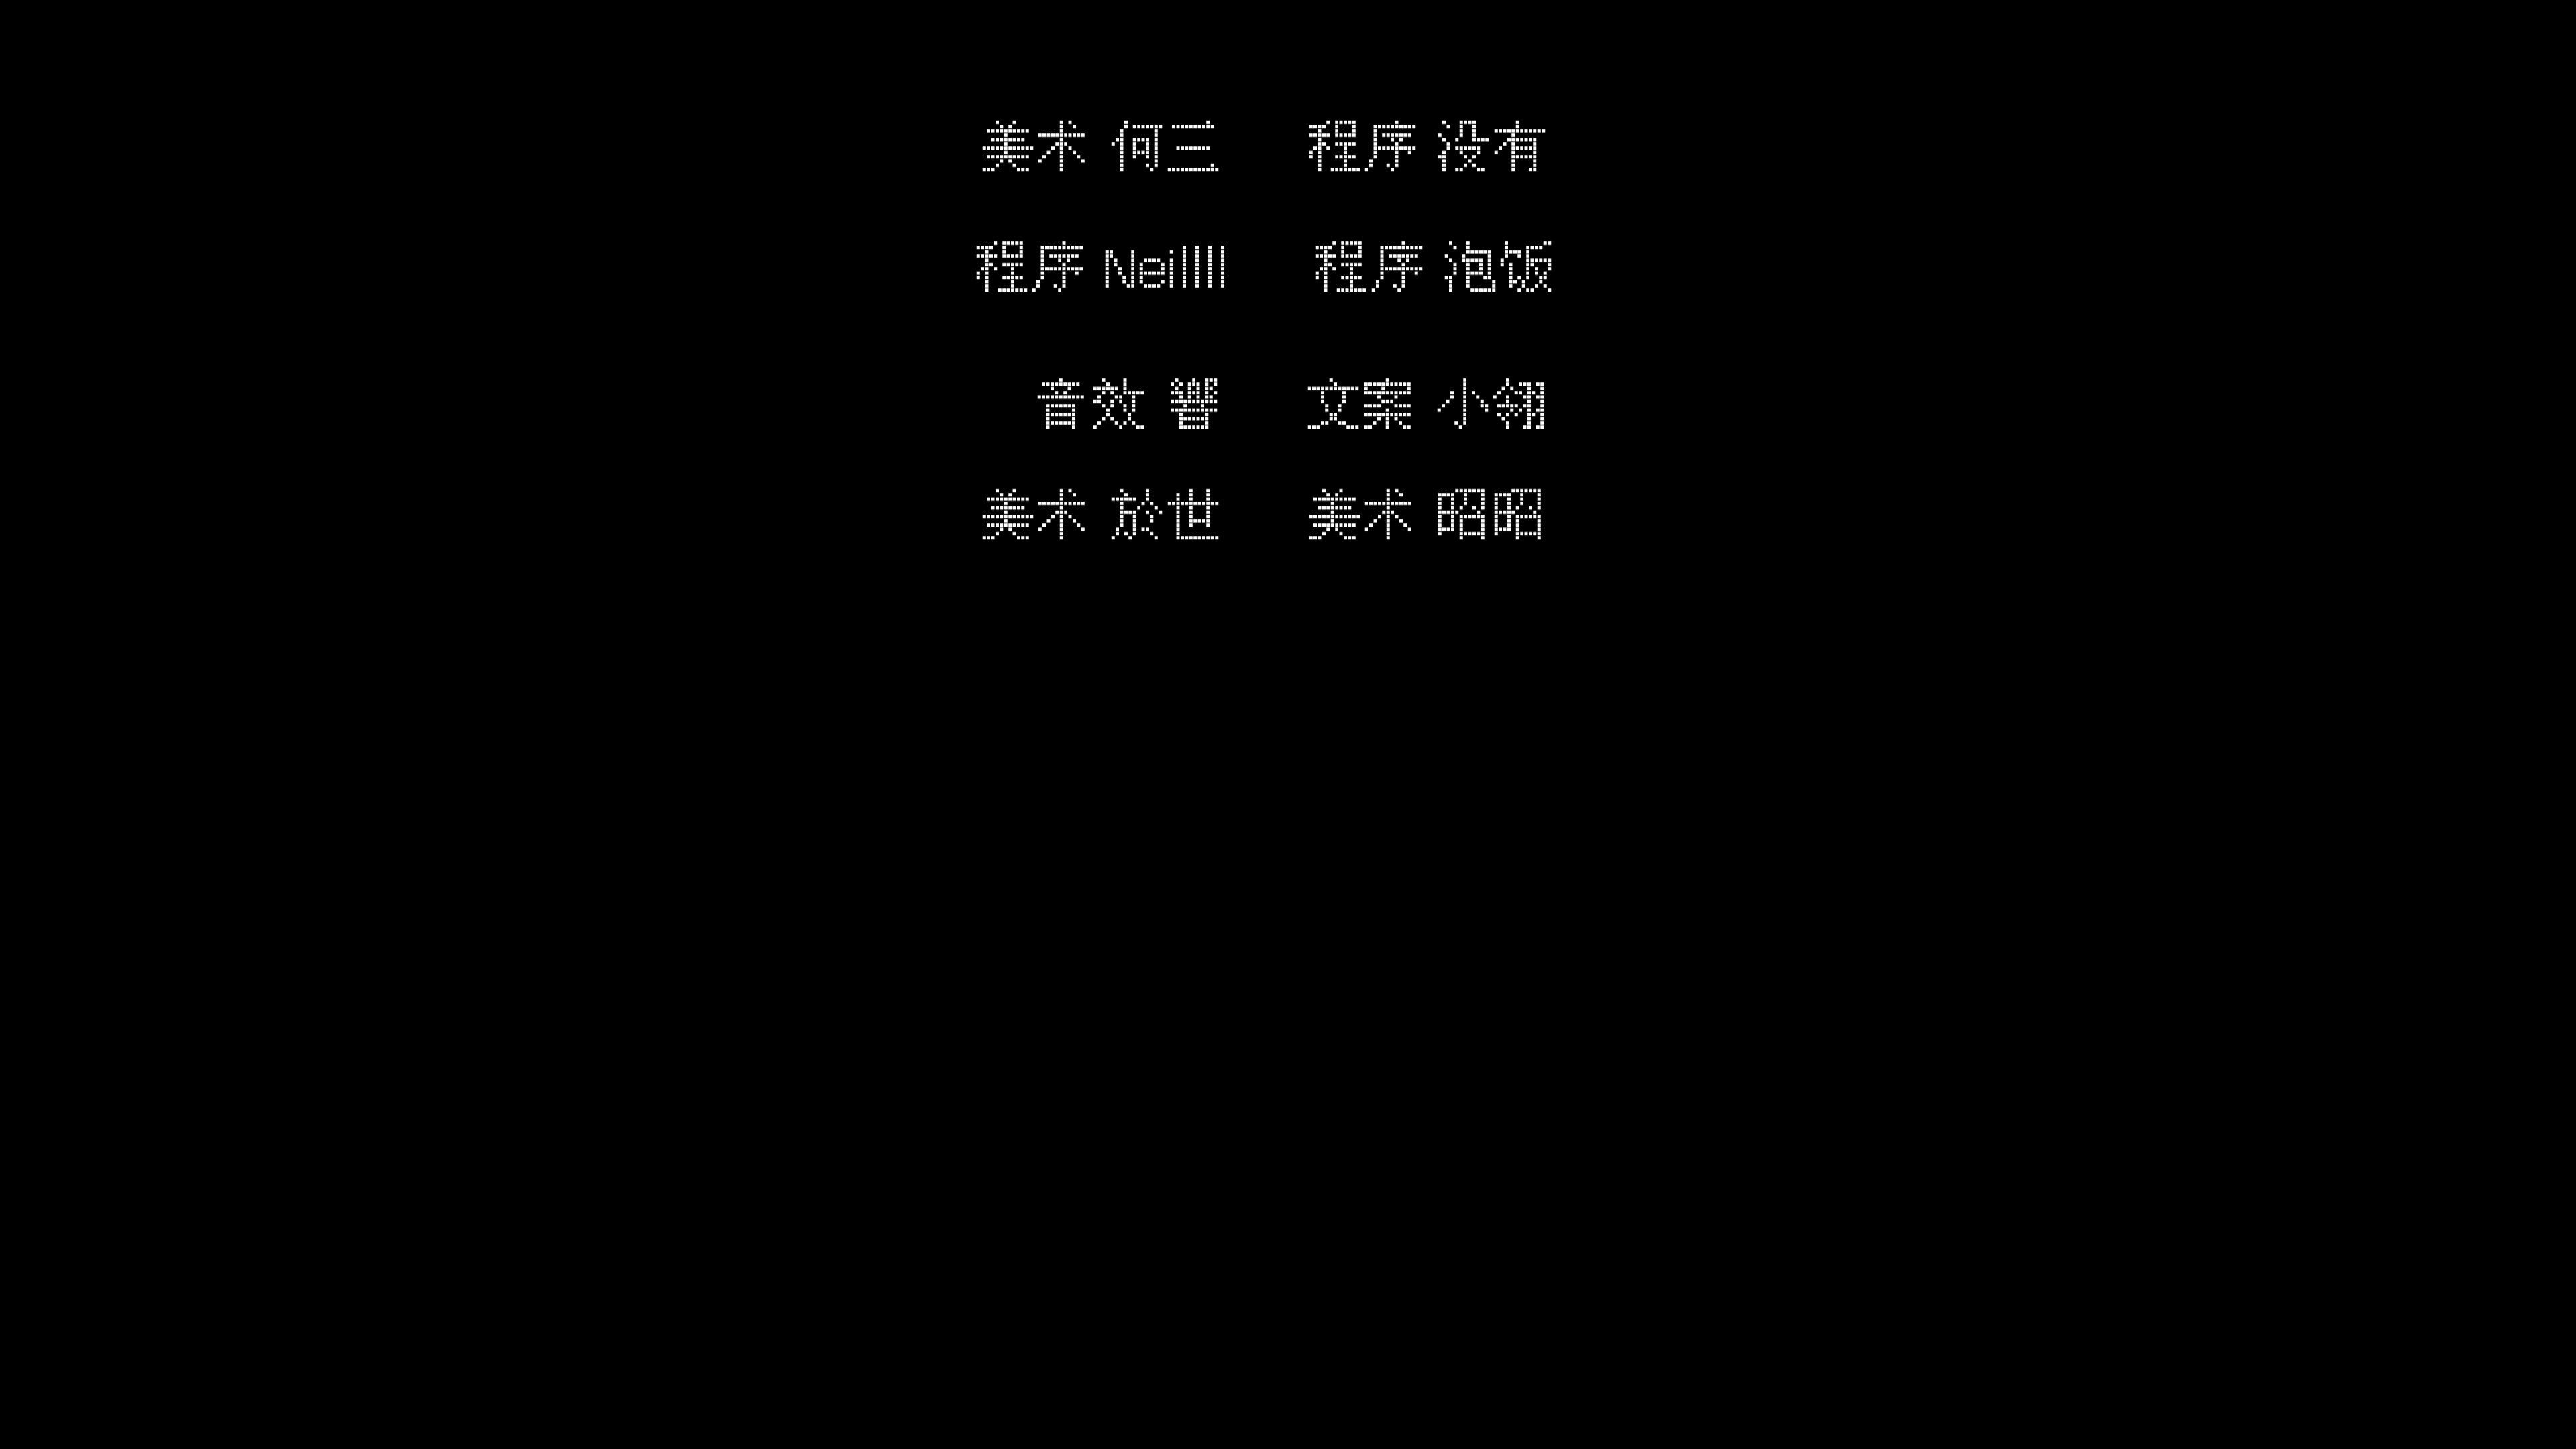 美术 何三 程序 没有
程序 Neillll 程序 泡饭
音效 響 文案 小翎
美术 於世 美术 昭昭